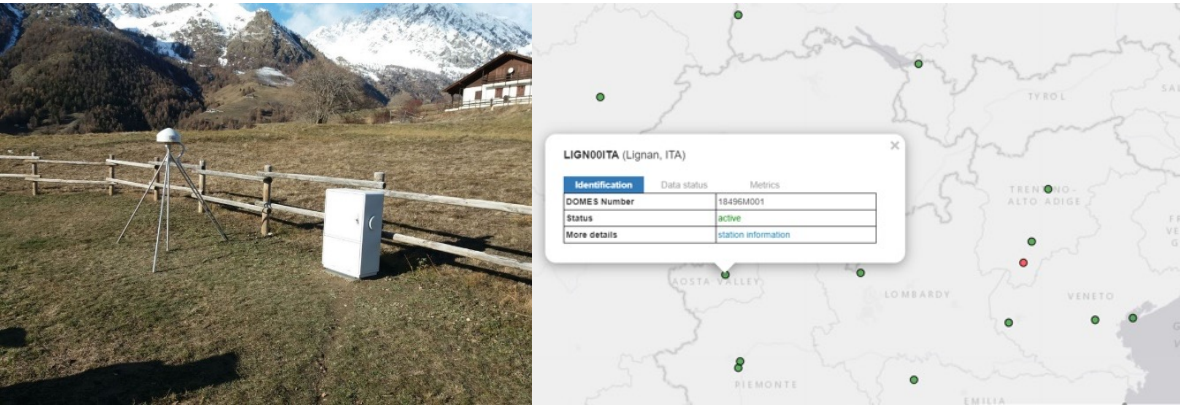 TYROL
LIGN00ITA (Lignan, ITA)
Identification Data status Metrics
DOMES Number 18496M001
Status active
More details station information
TRENTINO-
ALTO ADIGE
AOSTA VALLEY
LOMBARDY
VENETO
PIEMONTE
EMILIA